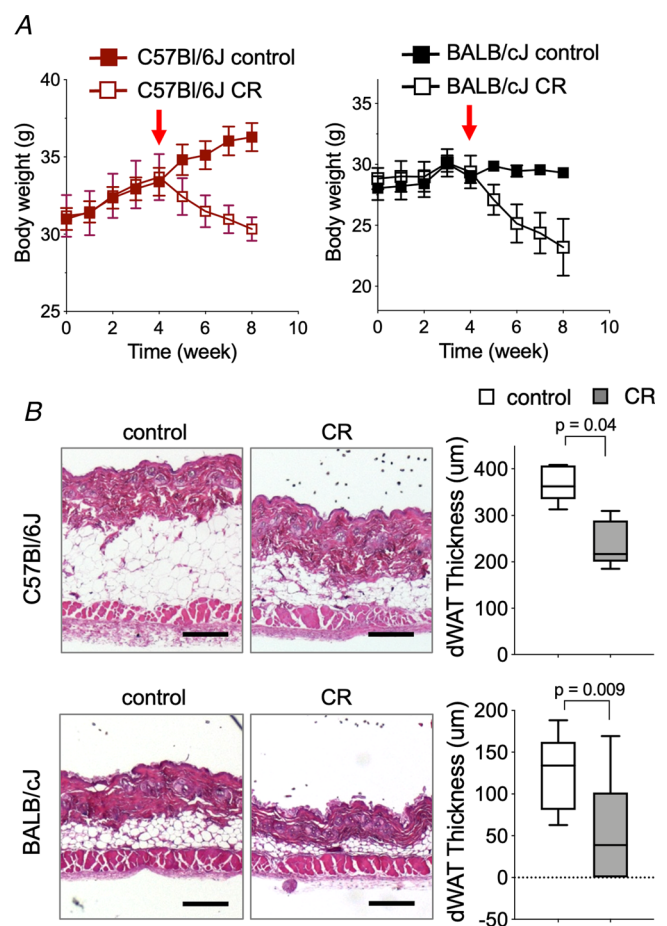 A
C57Bl/6J control
C57Bl/6J CR
Body weight (g)
40
35
30
25
0 2 4 6 8 10
Time (week)
BALB/cJ control
BALB/cJ CR
Body weight (g)
35
30
25
20
0 2 4 6 8 10
Time (week)
B
control
CR
C57Bl/6J
control CR
p = 0.04
dWAT Thickness (um)
400
300
200
100
0
control
CR
BALB/cJ
p = 0.009
dWAT Thickness (um)
200
150
100
50
0
-50